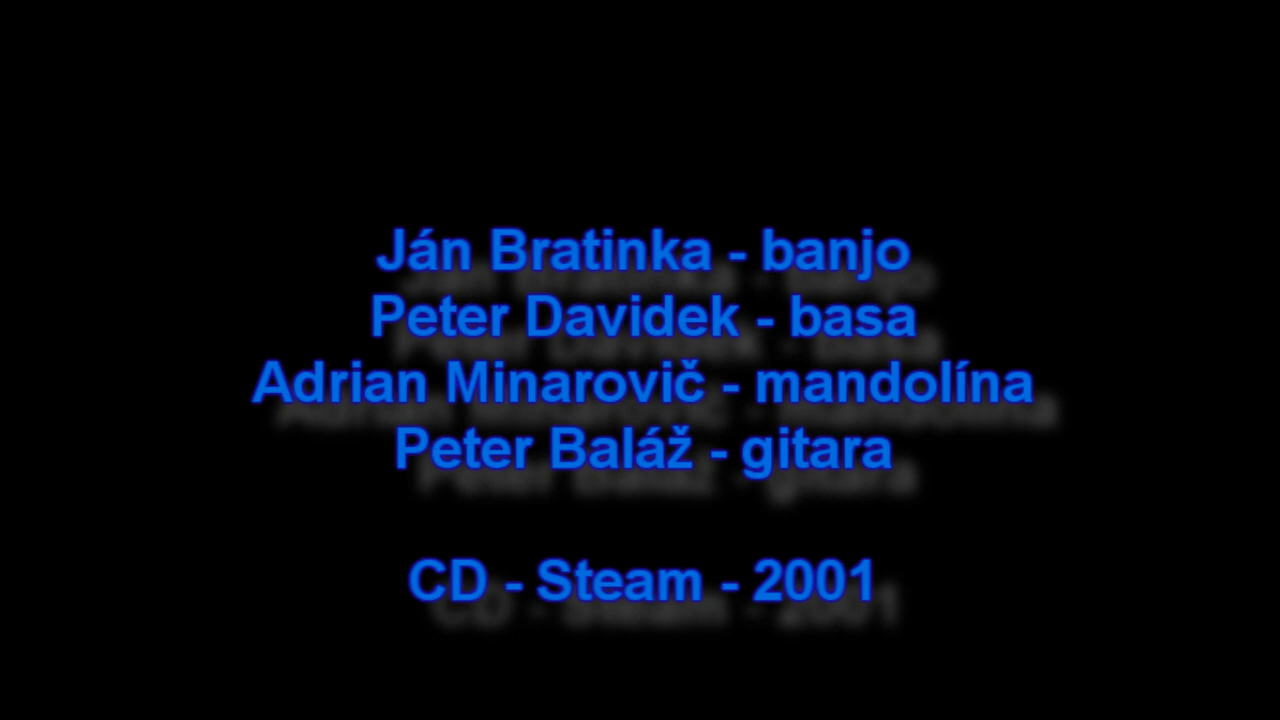 Ján Bratinka - banjo
Peter Davidek - basa
Adrian Minarovič - mandolína
Peter Baláž - gitara
CD - Steam - 2001